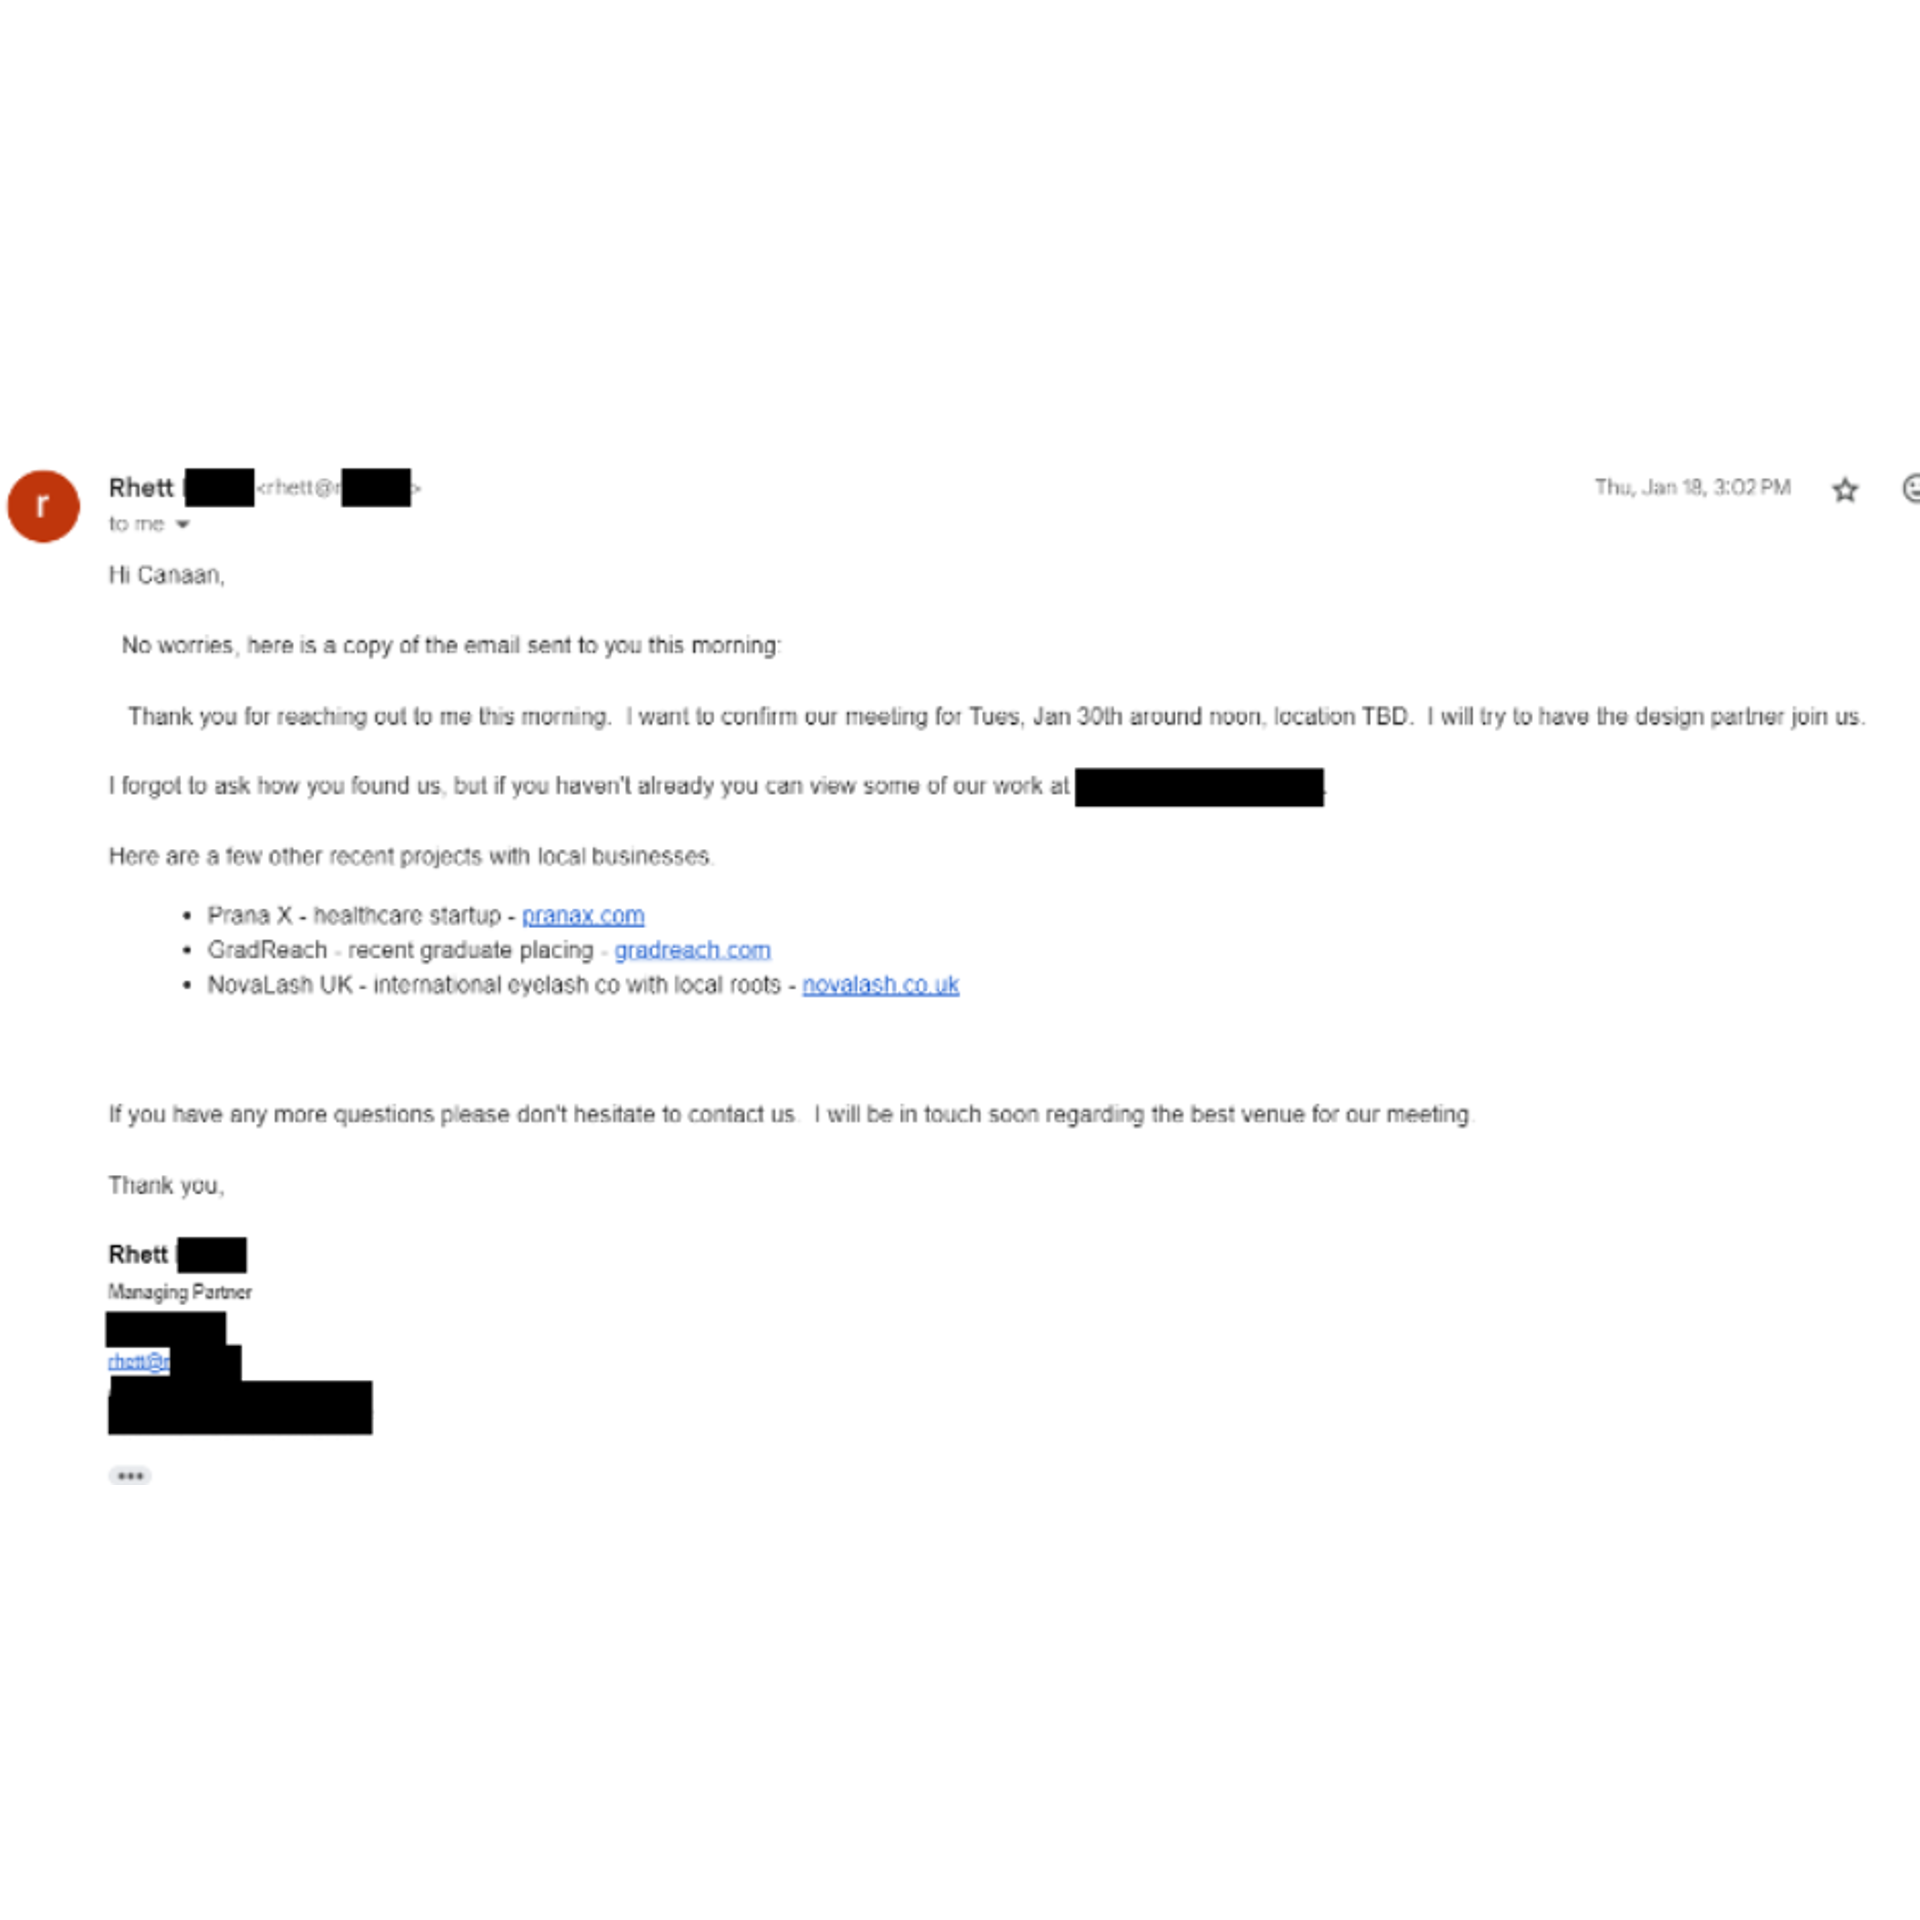 r
Rhett <rhett@r >
Thu, Jan 18, 3:02 PM
to me
Hi Canaan,
No worries, here is a copy of the email sent to you this morning:
Thank you for reaching out to me this morning. I want to confirm our meeting for Tues, Jan 30th around noon, location TBD. I will try to have the design partner join us.
I forgot to ask how you found us, but if you haven't already you can view some of our work at .
Here are a few other recent projects with local businesses.
• Prana X - healthcare startup - pranax.com
• GradReach - recent graduate placing - gradreach.com
• NovaLash UK - international eyelash co with local roots - novalash.co.uk
If you have any more questions please don't hesitate to contact us. I will be in touch soon regarding the best venue for our meeting.
Thank you,
Rhett
Managing Partner
rhett@r